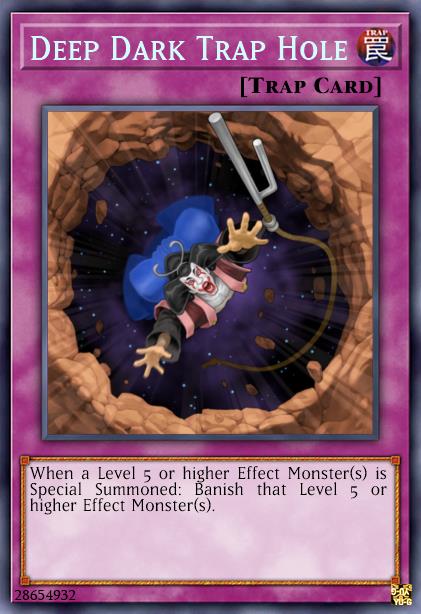 Deep Dark Trap Hole
TRAP
罠
[Trap Card]
When a Level 5 or higher Effect Monster(s) is
Special Summoned: Banish that Level 5 or
higher Effect Monster(s).
28654932